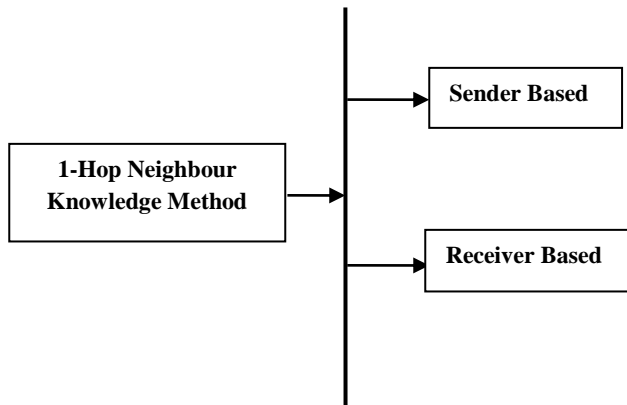 Sender Based
1-Hop Neighbour
Knowledge Method
Receiver Based